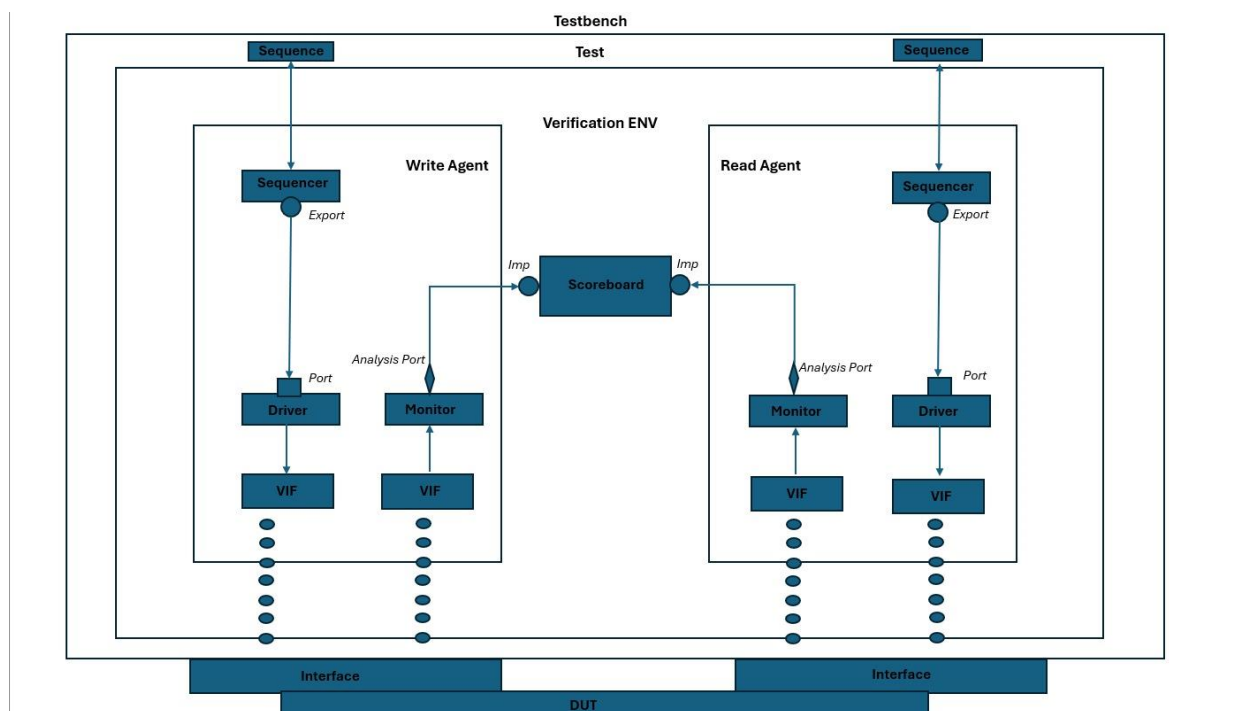 Testbench
Sequence
Test
Sequence
Verification ENV
Write Agent
Read Agent
Sequencer
Export
Sequencer
Export
Imp
Scoreboard
Imp
Analysis Port
Port
Driver
Monitor
Analysis Port
Port
Monitor
Driver
VIF
VIF
VIF
VIF
Interface
Interface
DUT